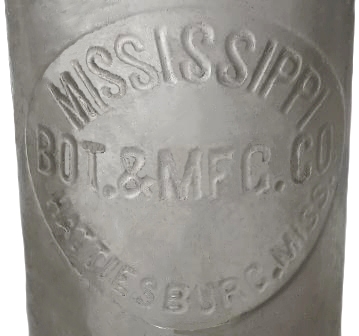 MISSISSIPPI
BOT. & MFG. CO.
HATTIESBURG, MISS.